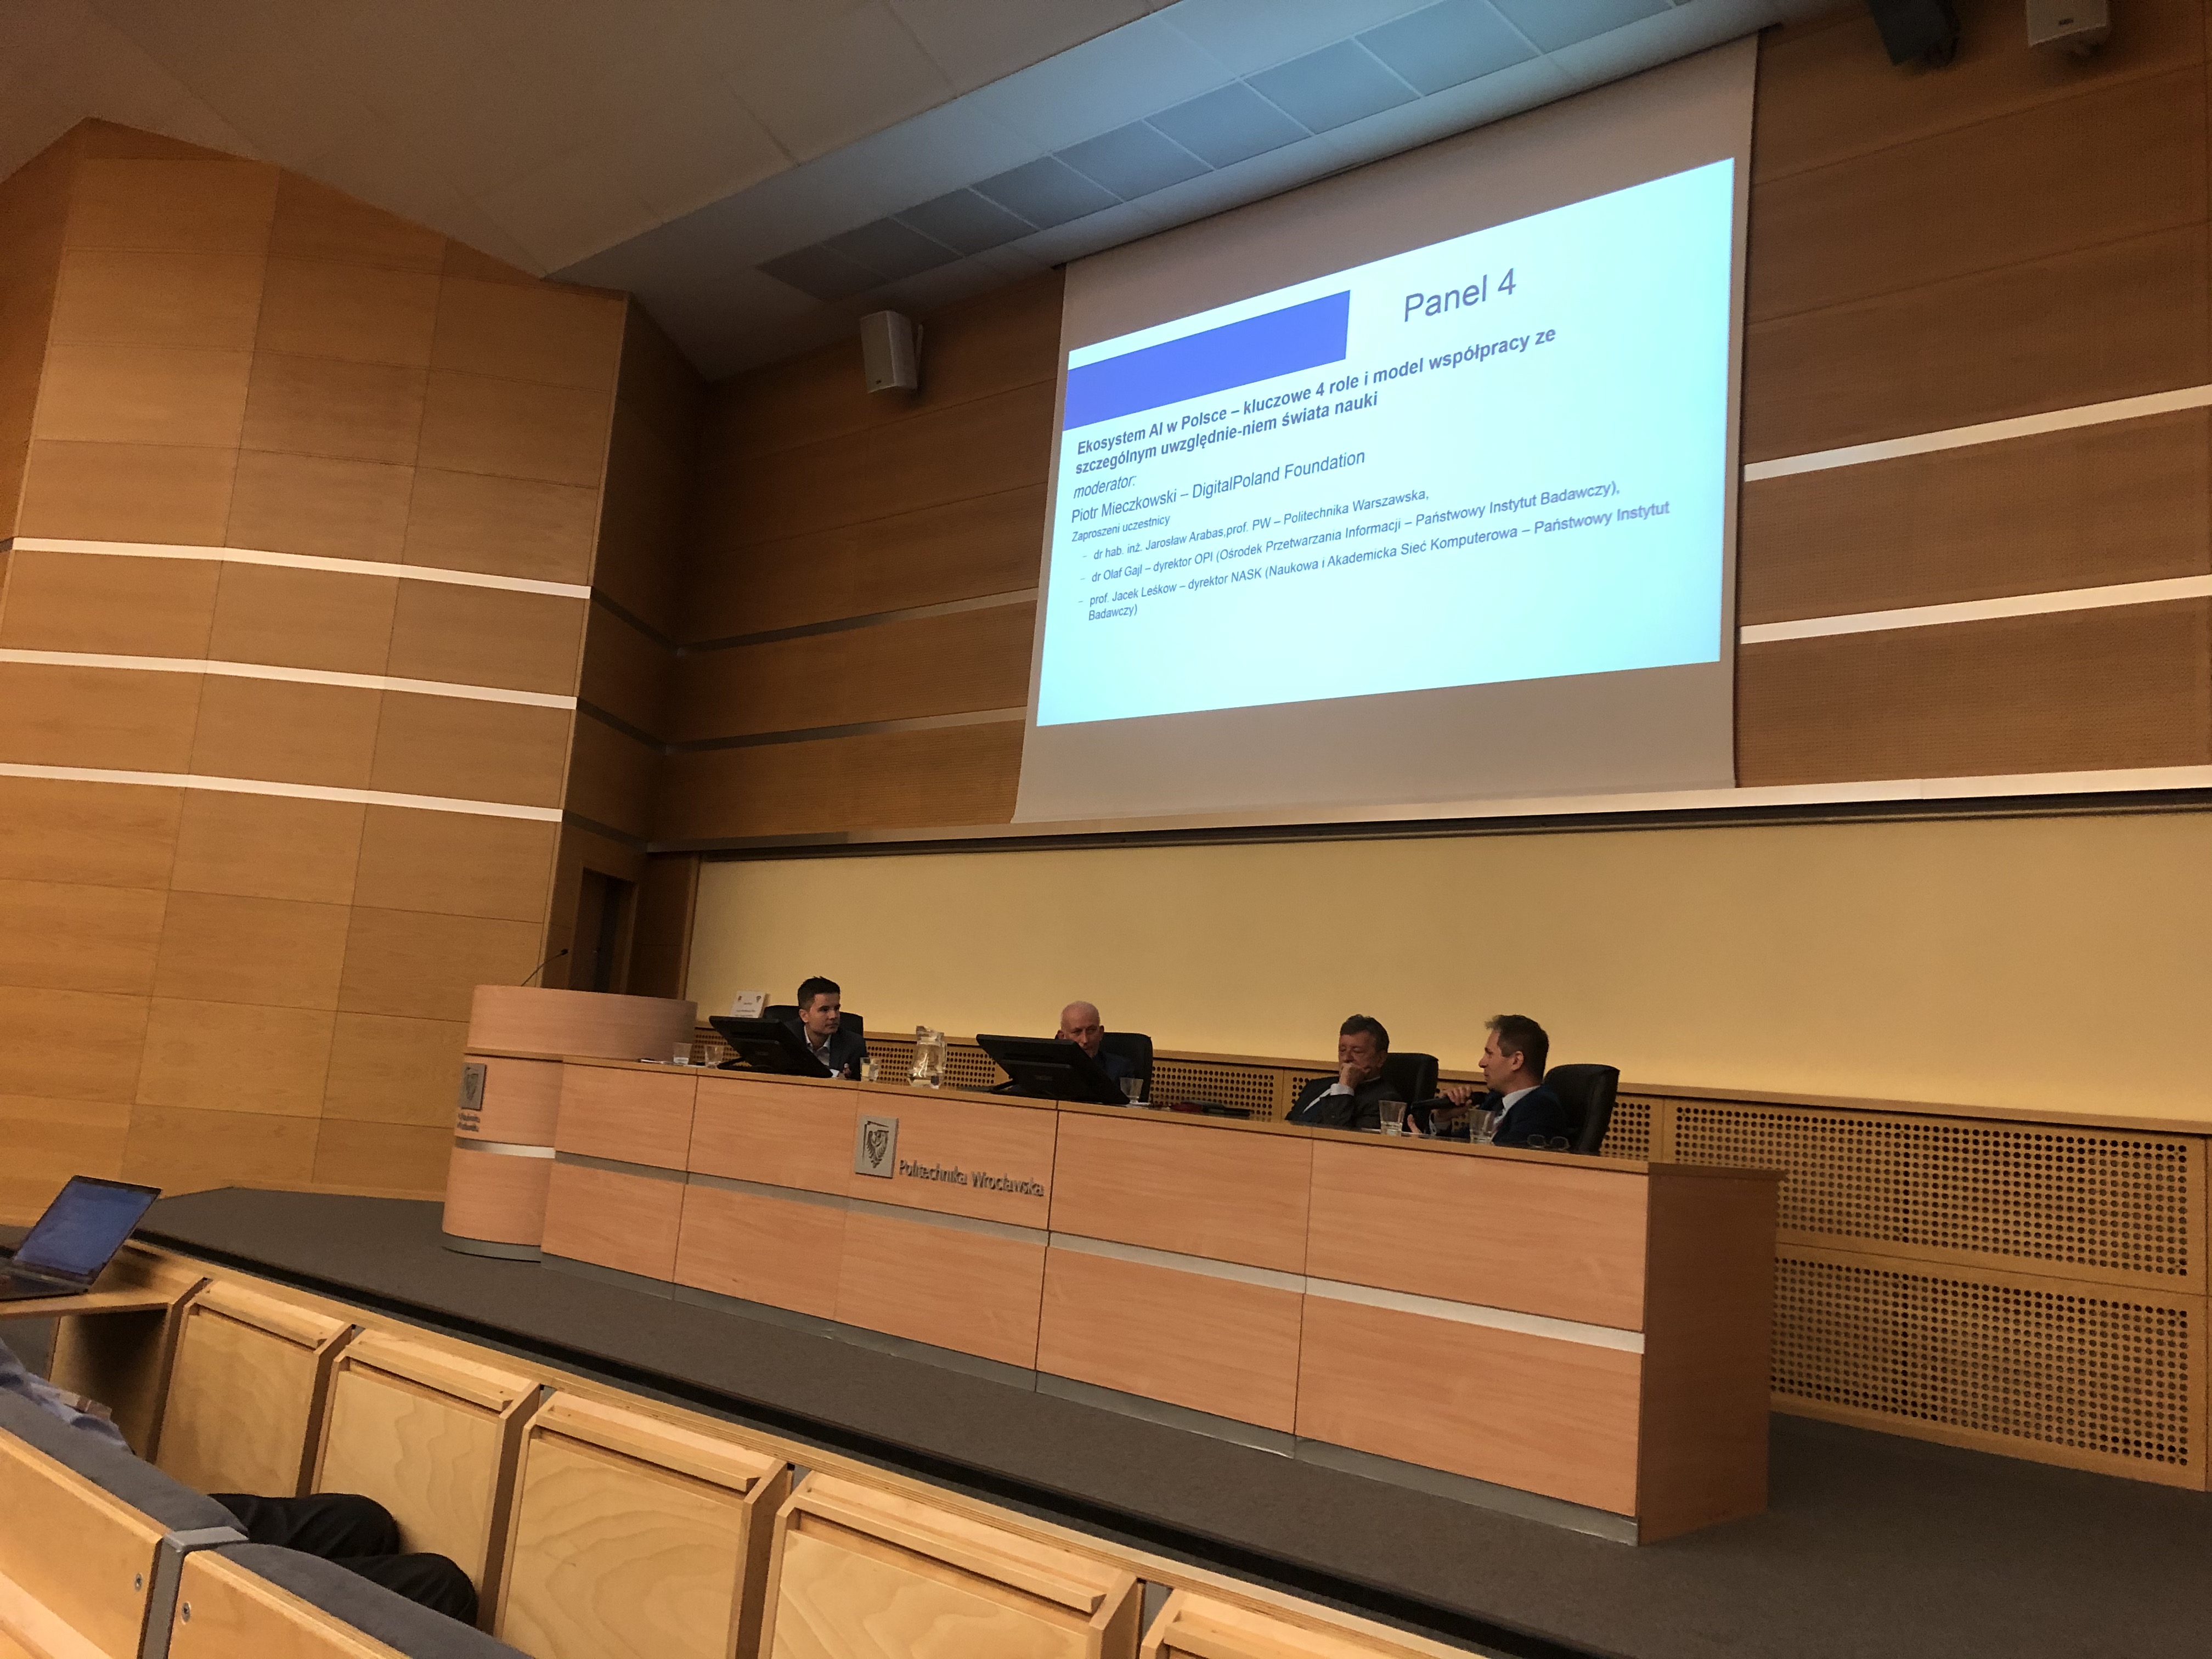 Panel 4
Ekosystem AI w Polsce – kluczowe 4 role i model współpracy ze
szczególnym uwzględnie-niem świata nauki
moderator:
Piotr Mieczkowski – DigitalPoland Foundation
Zaproszeni uczestnicy
– dr hab. inż. Jarosław Arabas,prof. PW – Politechnika Warszawska,
– dr Olaf Gajl – dyrektor OPI (Ośrodek Przetwarzania Informacji – Państwowy Instytut Badawczy),
– prof. Jacek Leśkow – dyrektor NASK (Naukowa i Akademicka Sieć Komputerowa – Państwowy Instytut
Badawczy)
Politechnika Wrocławska